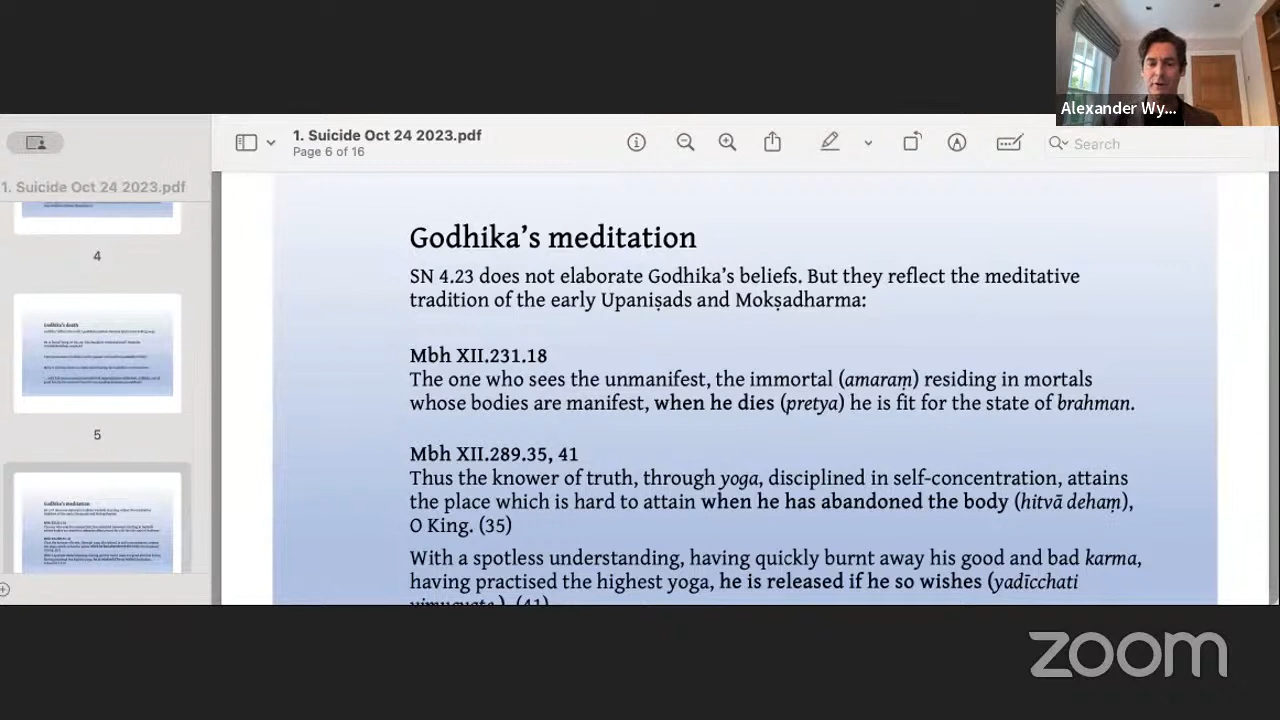 Alexander Wy...
1. Suicide Oct 24 2023.pdf
Page 6 of 16
Search
1. Suicide Oct 24 2023.pdf
4
Godhika's death
5
Godhika's meditation
Godhika’s meditation
SN 4.23 does not elaborate Godhika’s beliefs. But they reflect the meditative
tradition of the early Upaniṣads and Mokṣadharma:
Mbh XII.231.18
The one who sees the unmanifest, the immortal (amaraṃ) residing in mortals
whose bodies are manifest, when he dies (pretya) he is fit for the state of brahman.
Mbh XII.289.35, 41
Thus the knower of truth, through yoga, disciplined in self-concentration, attains
the place which is hard to attain when he has abandoned the body (hitvā dehaṃ),
O King. (35)
With a spotless understanding, having quickly burnt away his good and bad karma,
having practised the highest yoga, he is released if he so wishes (yadīcchati
zoom